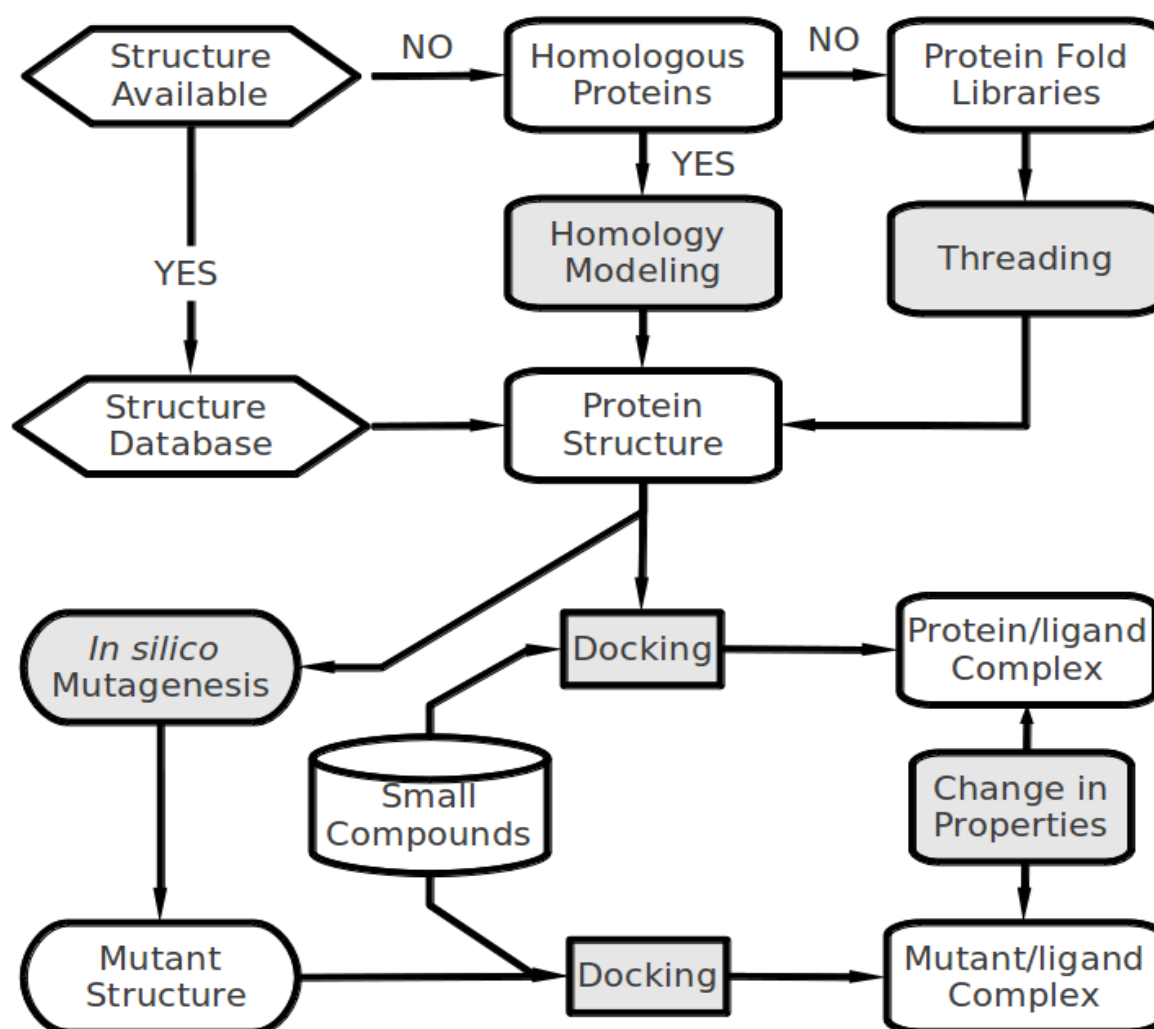 Structure
Available
NO
Homologous
Proteins
NO
Protein Fold
Libraries
YES
YES
Homology
Modeling
Threading
Structure
Database
Protein
Structure
In silico
Mutagenesis
Docking
Protein/ligand
Complex
Small
Compounds
Change in
Properties
Mutant
Structure
Docking
Mutant/ligand
Complex